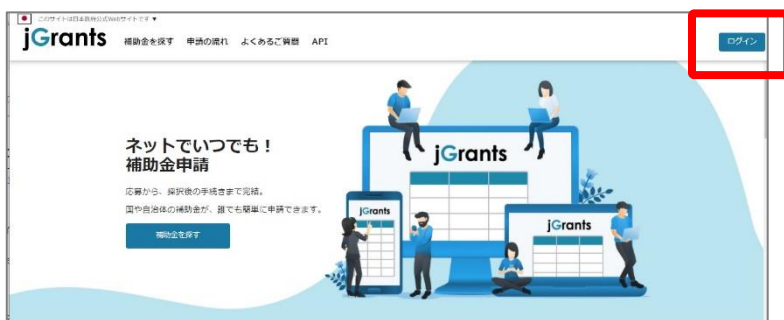 このサイトは日本政府公式Webサイトです ▼
jGrants
補助金を探す 申請の流れ よくあるご質問 API
ログイン
ネットでいつでも！
補助金申請
応募から、採択後の手続きまで完結。
国や自治体の補助金が、誰でも簡単に申請できます。
補助金を探す
jGrants
jGrants
jGrants